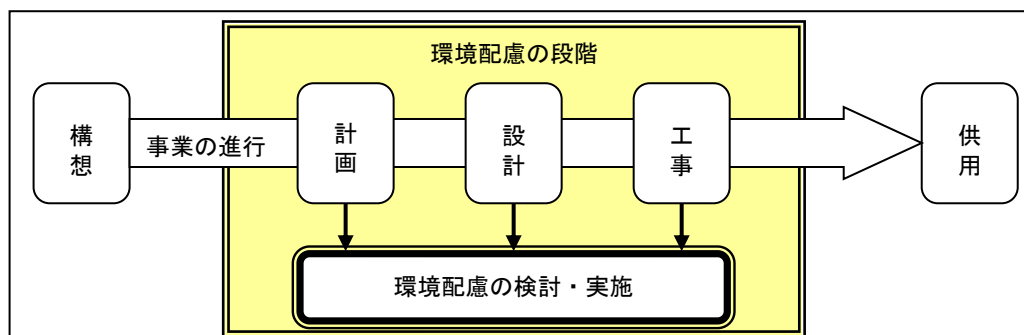 環境配慮の段階
構想
事業の進行
計画
設計
工事
供用
環境配慮の検討・実施